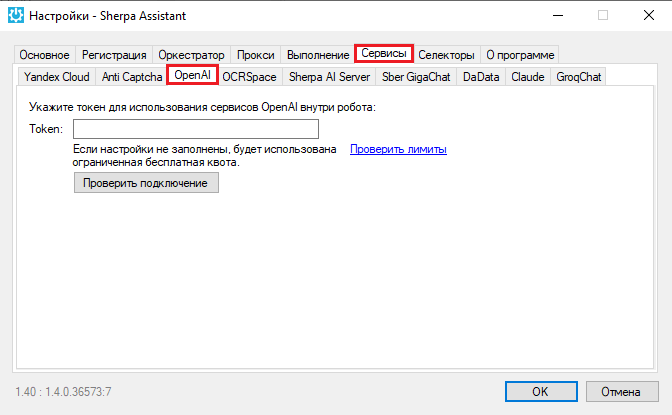 Настройки - Sherpa Assistant
Основное Регистрация Оркестратор Прокси Выполнение Сервисы Селекторы О программе
Yandex Cloud Anti Captcha OpenAI OCRSpace Sherpa AI Server Sber GigaChat DaData Claude GroqChat
Укажите токен для использования сервисов OpenAI внутри робота:
Token:
Если настройки не заполнены, будет использована Проверить лимиты
ограниченная бесплатная квота.
Проверить подключение
1.40 : 1.4.0.36573:7 OK Отмена